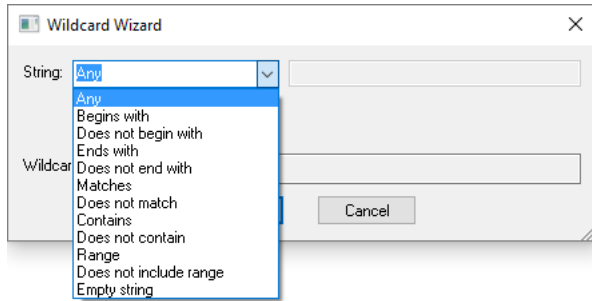 Wildcard Wizard
String: Any
Any
Begins with
Does not begin with
Ends with
Wildcar Does not end with
Matches
Does not match
Contains
Cancel
Does not contain
Range
Does not include range
Empty string